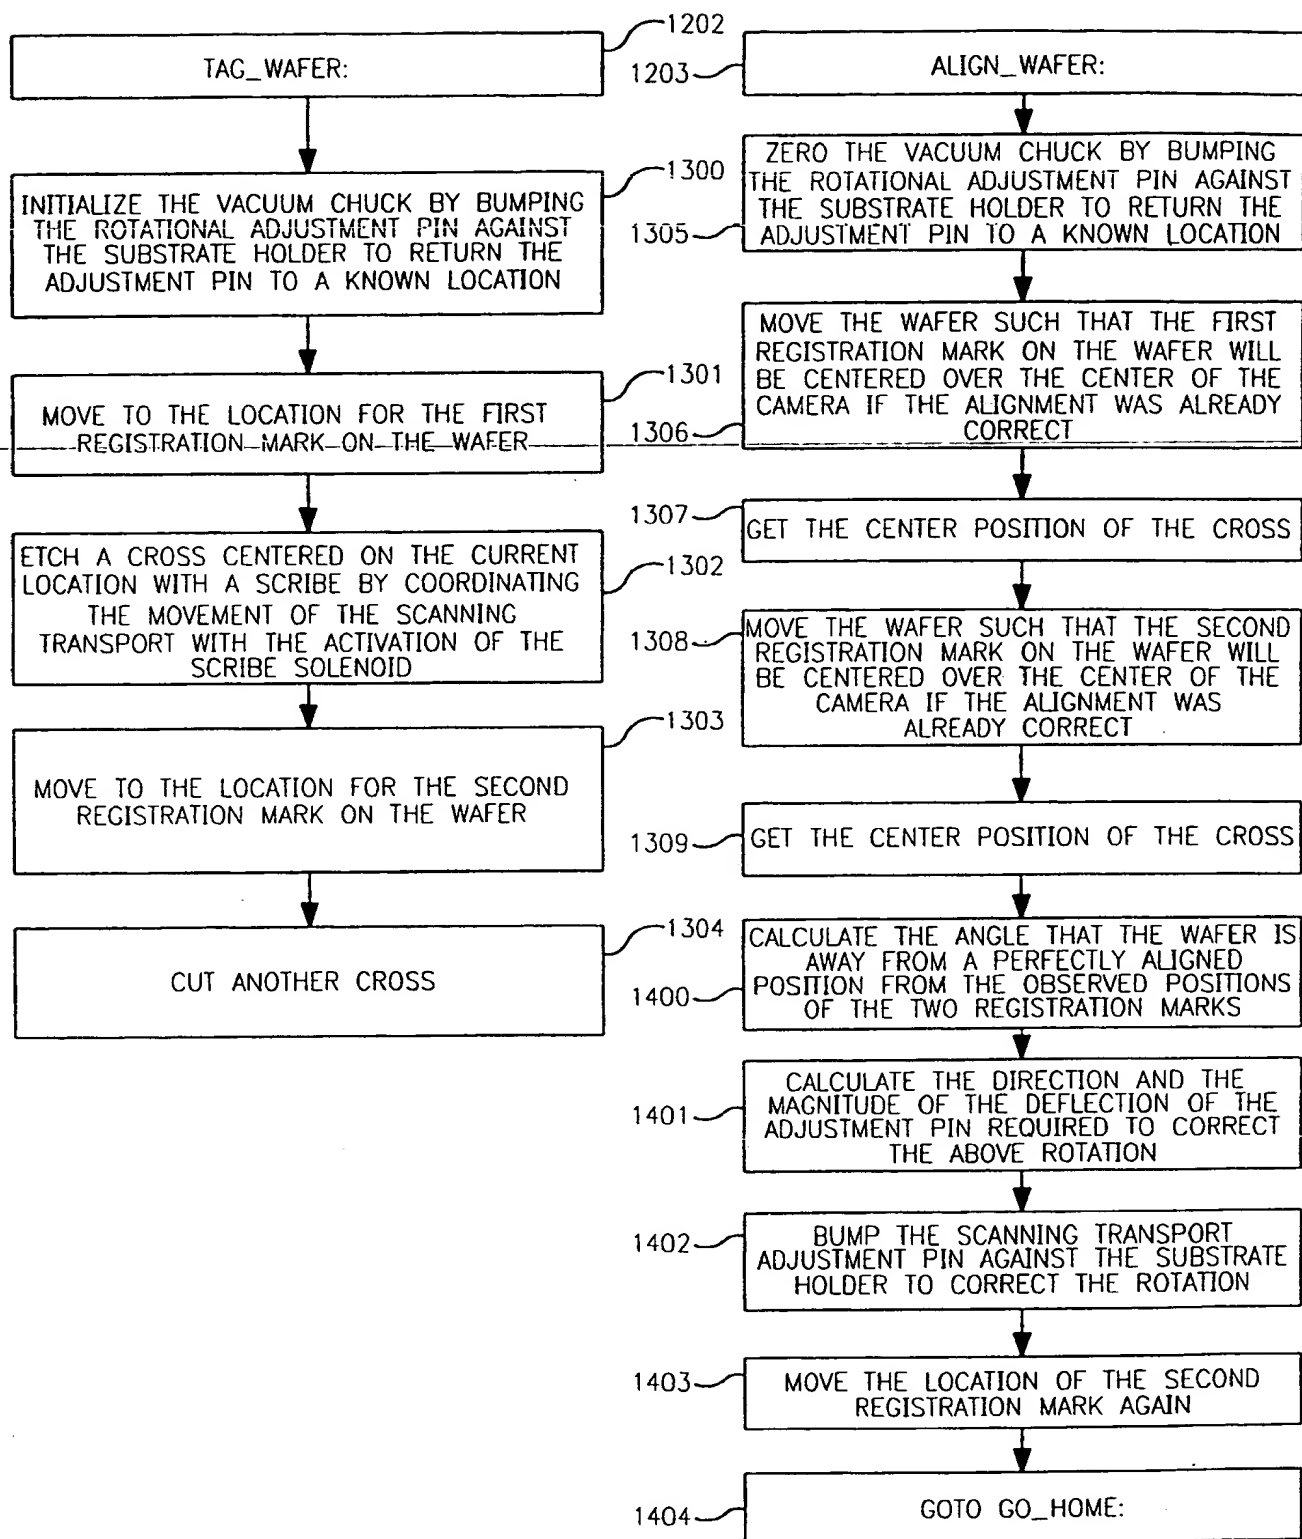 1202
TAG_WAFER:
1300
INITIALIZE THE VACUUM CHUCK BY BUMPING
THE ROTATIONAL ADJUSTMENT PIN AGAINST
THE SUBSTRATE HOLDER TO RETURN THE
ADJUSTMENT PIN TO A KNOWN LOCATION
1301
MOVE TO THE LOCATION FOR THE FIRST
REGISTRATION MARK ON THE WAFER
1302
ETCH A CROSS CENTERED ON THE CURRENT
LOCATION WITH A SCRIBE BY COORDINATING
THE MOVEMENT OF THE SCANNING
TRANSPORT WITH THE ACTIVATION OF THE
SCRIBE SOLENOID
1303
MOVE TO THE LOCATION FOR THE SECOND
REGISTRATION MARK ON THE WAFER
1304
CUT ANOTHER CROSS
1203
ALIGN_WAFER:
ZERO THE VACUUM CHUCK BY BUMPING
THE ROTATIONAL ADJUSTMENT PIN AGAINST
THE SUBSTRATE HOLDER TO RETURN THE
ADJUSTMENT PIN TO A KNOWN LOCATION
1305
MOVE THE WAFER SUCH THAT THE FIRST
REGISTRATION MARK ON THE WAFER WILL
BE CENTERED OVER THE CENTER OF THE
CAMERA IF THE ALIGNMENT WAS ALREADY
CORRECT
1306
1307
GET THE CENTER POSITION OF THE CROSS
1308
MOVE THE WAFER SUCH THAT THE SECOND
REGISTRATION MARK ON THE WAFER WILL
BE CENTERED OVER THE CENTER OF THE
CAMERA IF THE ALIGNMENT WAS
ALREADY CORRECT
1309
GET THE CENTER POSITION OF THE CROSS
CALCULATE THE ANGLE THAT THE WAFER IS
AWAY FROM A PERFECTLY ALIGNED
POSITION FROM THE OBSERVED POSITIONS
OF THE TWO REGISTRATION MARKS
1400
CALCULATE THE DIRECTION AND THE
MAGNITUDE OF THE DEFLECTION OF THE
ADJUSTMENT PIN REQUIRED TO CORRECT
THE ABOVE ROTATION
1401
1402
BUMP THE SCANNING TRANSPORT
ADJUSTMENT PIN AGAINST THE SUBSTRATE
HOLDER TO CORRECT THE ROTATION
1403
MOVE THE LOCATION OF THE SECOND
REGISTRATION MARK AGAIN
1404
GOTO GO_HOME: